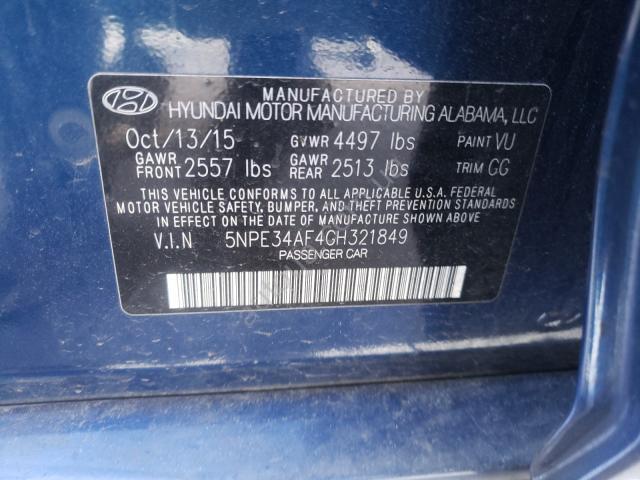 MANUFACTURED BY
HYUNDAI MOTOR MANUFACTURING ALABAMA, LLC
Oct/13/15 GVWR 4497 lbs PAINT VU
GAWR FRONT 2557 lbs GAWR REAR 2513 lbs TRIM GG
THIS VEHICLE CONFORMS TO ALL APPLICABLE U.S.A. FEDERAL
MOTOR VEHICLE SAFETY, BUMPER, AND THEFT PREVENTION STANDARDS
IN EFFECT ON THE DATE OF MANUFACTURE SHOWN ABOVE.
V.I.N 5NPE34AF4GH321849
PASSENGER CAR